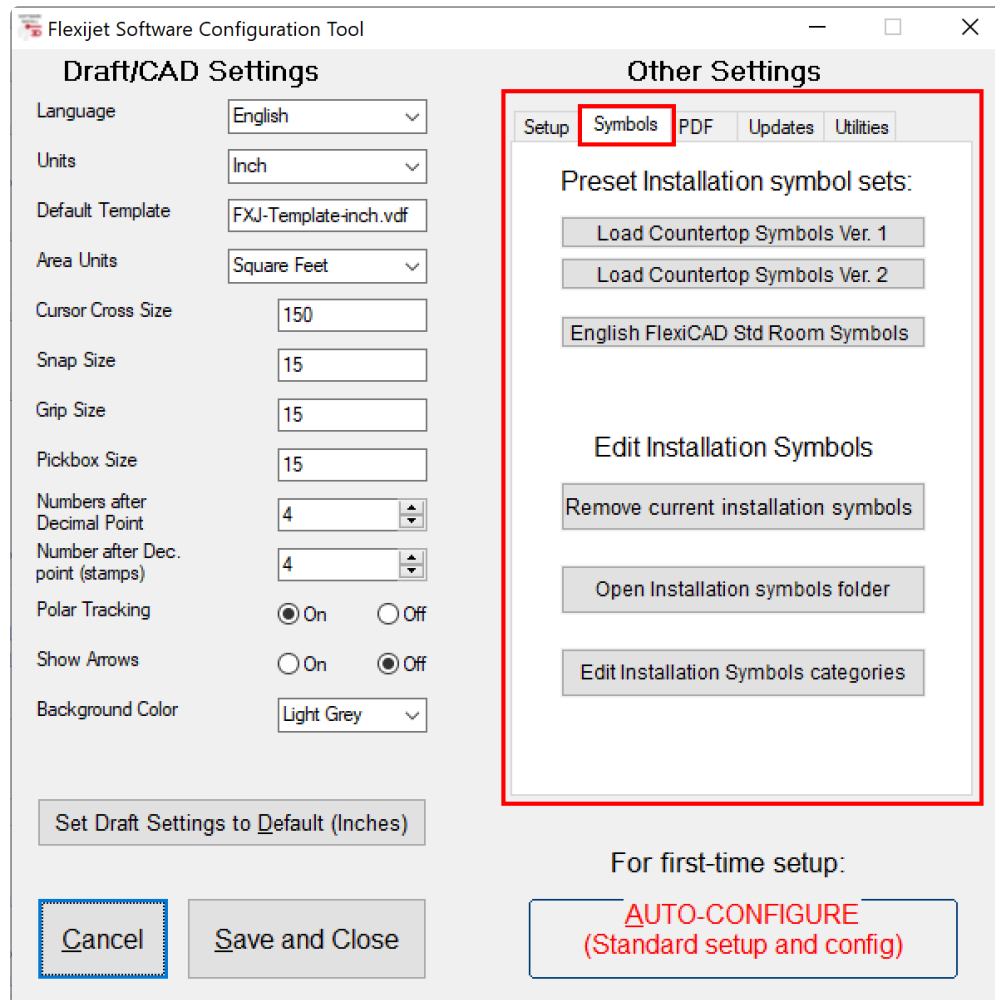 Flexijet Software Configuration Tool
Draft/CAD Settings
Language
English
Units
Inch
Default Template
FXJ-Template-inch.vdf
Area Units
Square Feet
Cursor Cross Size
150
Snap Size
15
Grip Size
15
Pickbox Size
15
Numbers after
Decimal Point
4
Number after Dec.
point (stamps)
4
Polar Tracking
On Off
Show Arrows
On Off
Background Color
Light Grey
Set Draft Settings to Default (Inches)
Cancel
Save and Close
Other Settings
Setup Symbols PDF Updates Utilities
Preset Installation symbol sets:
Load Countertop Symbols Ver. 1
Load Countertop Symbols Ver. 2
English FlexiCAD Std Room Symbols
Edit Installation Symbols
Remove current installation symbols
Open Installation symbols folder
Edit Installation Symbols categories
For first-time setup:
AUTO-CONFIGURE
(Standard setup and config)